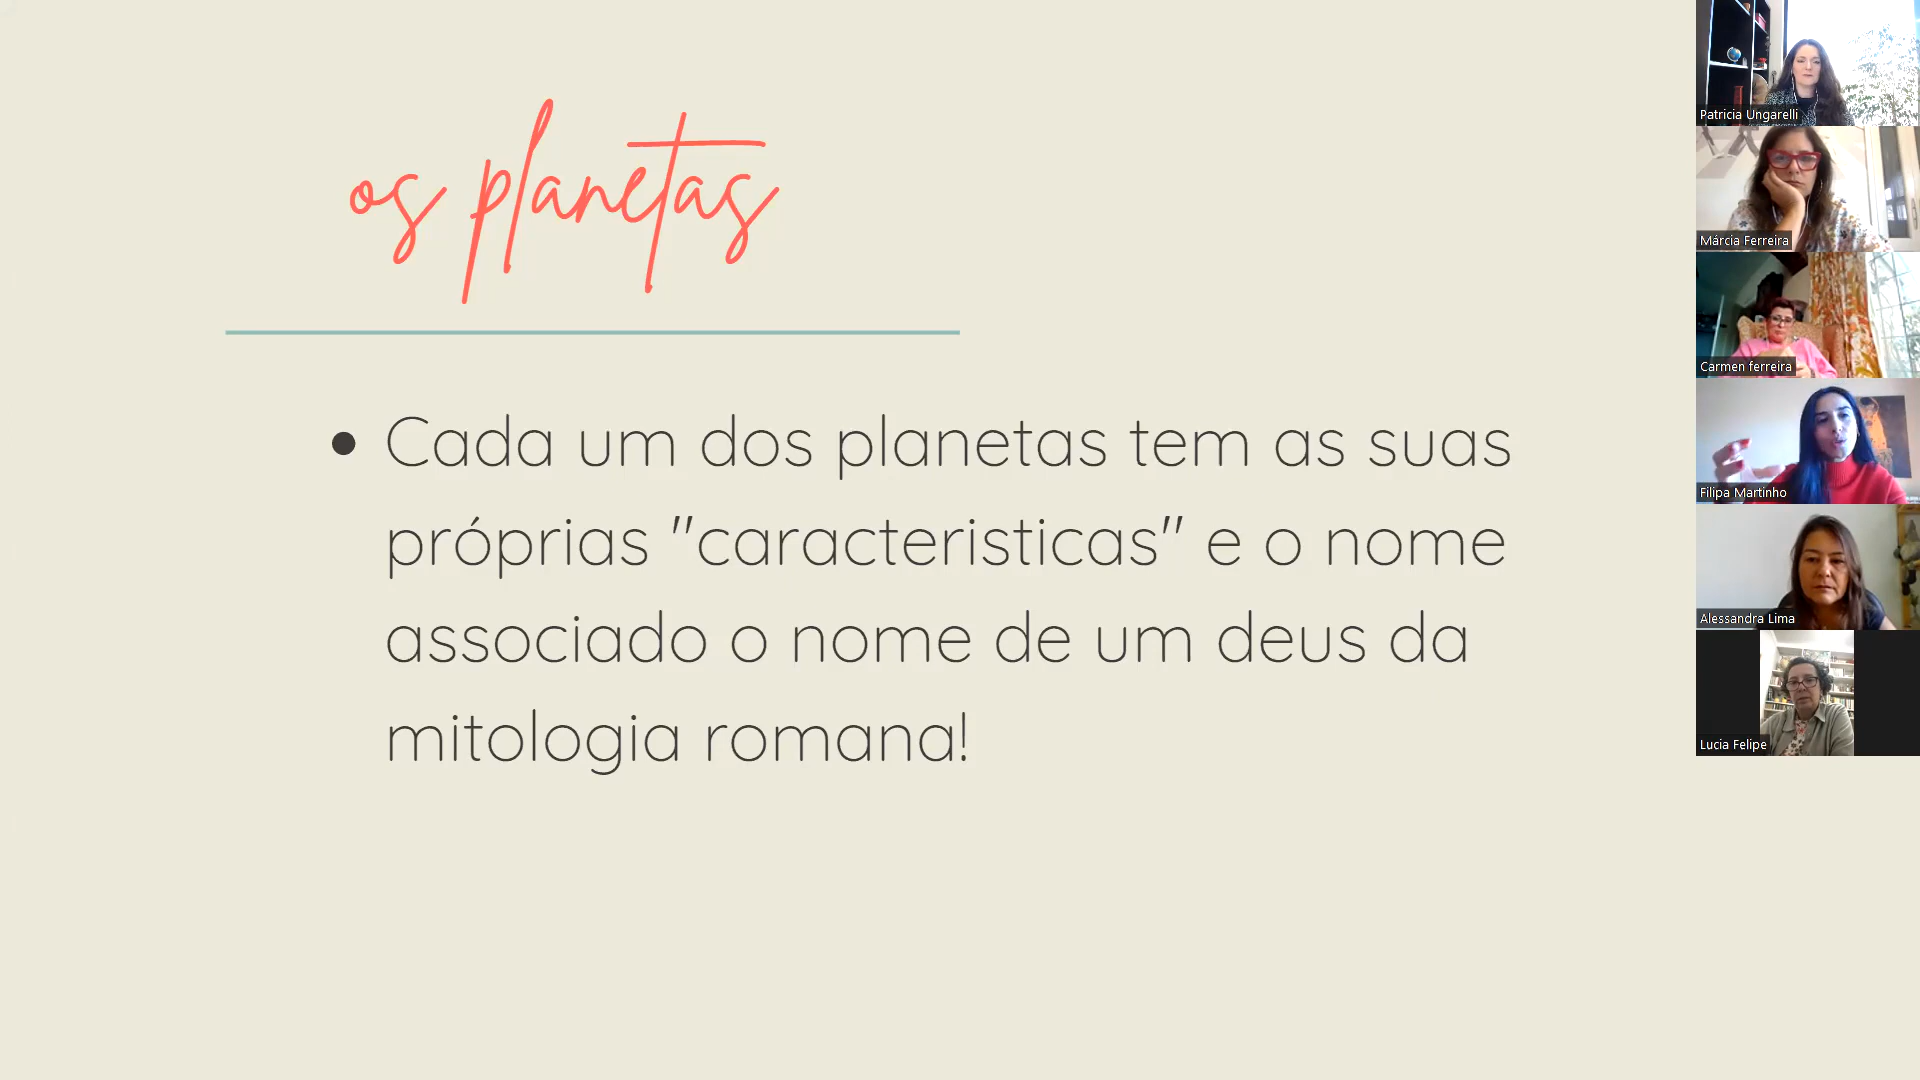 os planetas
• Cada um dos planetas tem as suas
próprias "caracteristicas" e o nome
associado o nome de um deus da
mitologia romana!
Patricia Ungarelli
Márcia Ferreira
Carmen ferreira
Filipa Martinho
Alessandra Lima
Lucia Felipe